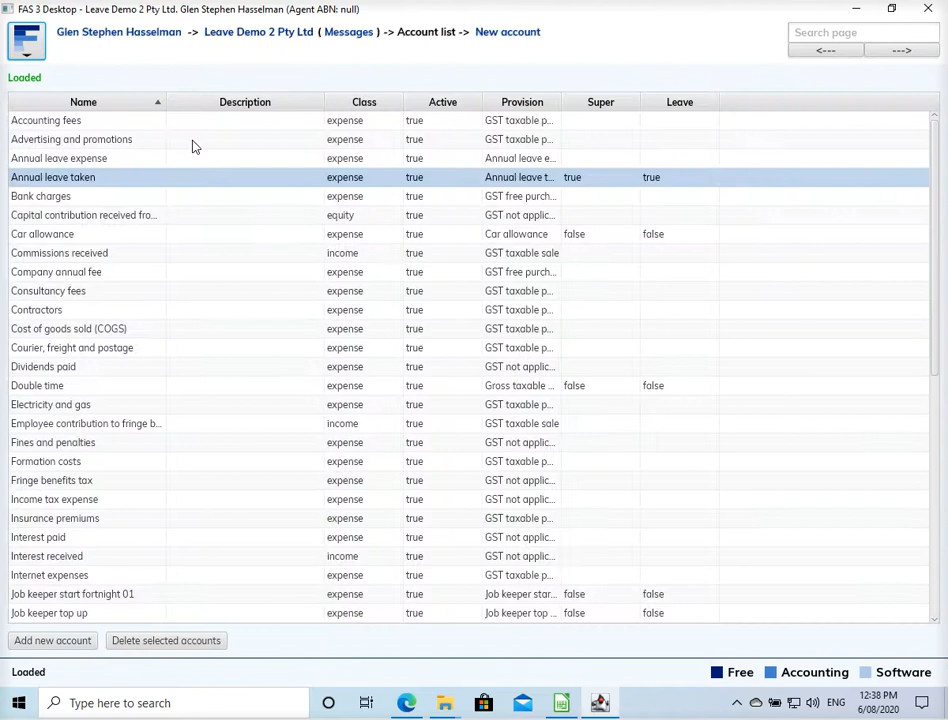 FAS 3 Desktop - Leave Demo 2 Pty Ltd. Glen Stephen Hasselman (Agent ABN: null)
Glen Stephen Hasselman -> Leave Demo 2 Pty Ltd ( Messages ) -> Account list -> New account
Search page
<--- --->
Loaded
Name Description Class Active Provision Super Leave
Accounting fees expense true GST taxable p...
Advertising and promotions expense true GST taxable p...
Annual leave expense expense true Annual leave e...
Annual leave taken expense true Annual leave t... true true
Bank charges expense true GST free purch...
Capital contribution received fro... equity true GST not applic...
Car allowance expense true Car allowance false false
Commissions received income true GST taxable sale
Company annual fee expense true GST free purch...
Consultancy fees expense true GST taxable p...
Contractors expense true GST taxable p...
Cost of goods sold (COGS) expense true GST taxable p...
Courier, freight and postage expense true GST taxable p...
Dividends paid expense true GST not applic...
Double time expense true Gross taxable ... false false
Electricity and gas expense true GST taxable p...
Employee contribution to fringe b... income true GST taxable sale
Fines and penalties expense true GST not applic...
Formation costs expense true GST taxable p...
Fringe benefits tax expense true GST not applic...
Income tax expense expense true GST not applic...
Insurance premiums expense true GST taxable p...
Interest paid expense true GST not applic...
Interest received income true GST not applic...
Internet expenses expense true GST taxable p...
Job keeper start fortnight 01 expense true Job keeper star... false false
Job keeper top up expense true Job keeper top ... false false
Add new account Delete selected accounts
Loaded Free Accounting Software
Type here to search ENG 12:38 PM
6/08/2020